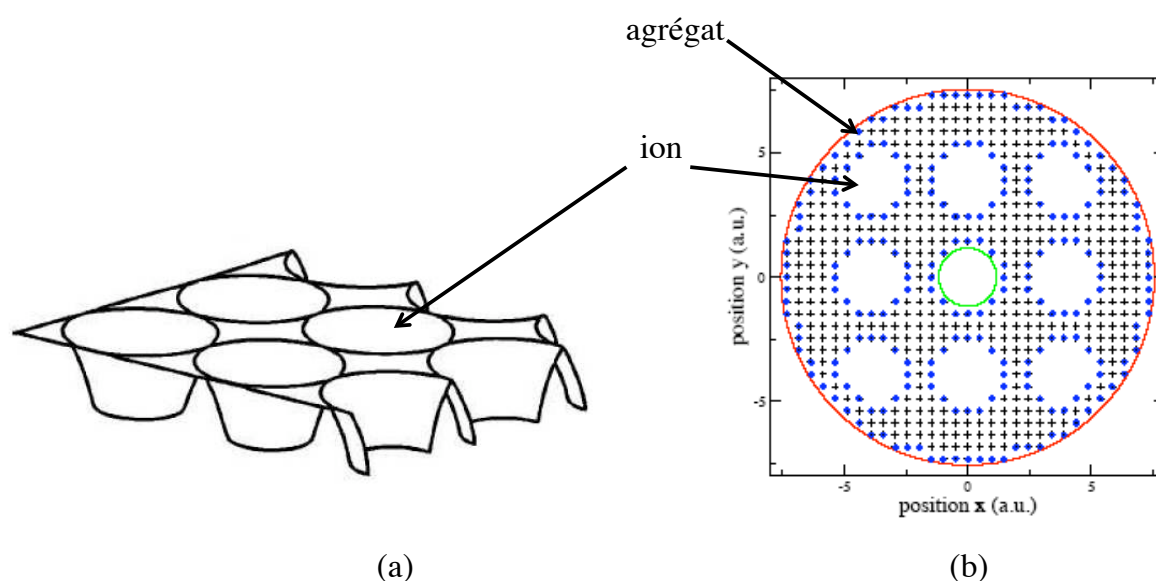 agrégat
ion
5
0
-5
position y (a.u.)
-5
0
5
position x (a.u.)
(a)
(b)